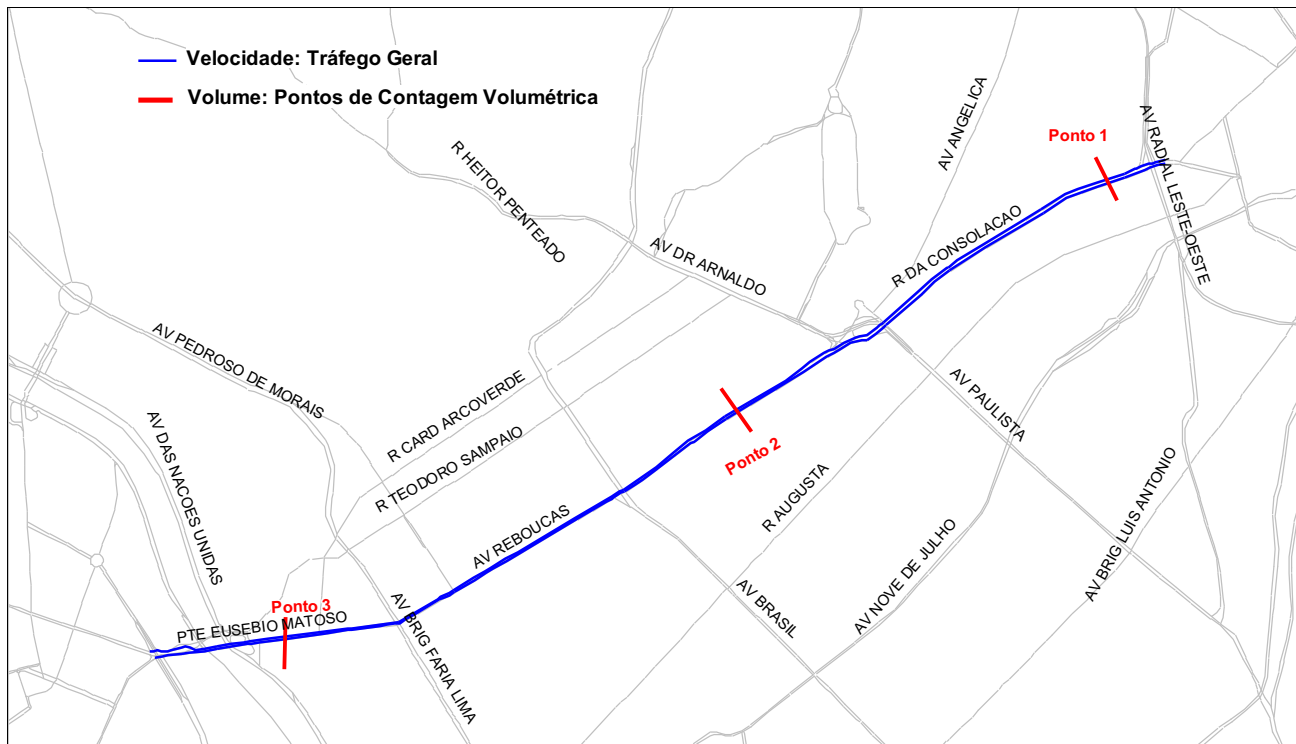 Velocidade: Tráfego Geral
Volume: Pontos de Contagem Volumétrica
Ponto 1
AV RADIAL LESTE-OESTE
AV ANGELICA
R HEITOR PENTEADO
R DA CONSOLACAO
AV DR ARNALDO
AV PEDROSO DE MORAIS
R CARD ARCOVERDE
AV PAULISTA
AV DAS NACOES UNIDAS
R TEODORO SAMPAIO
Ponto 2
R AUGUSTA
AV BRIG LUIS ANTONIO
AV REBOUCAS
AV NOVE DE JULHO
AV BRASIL
Ponto 3
PTE EUSEBIO MATOSO
AV BRIG FARIA LIMA